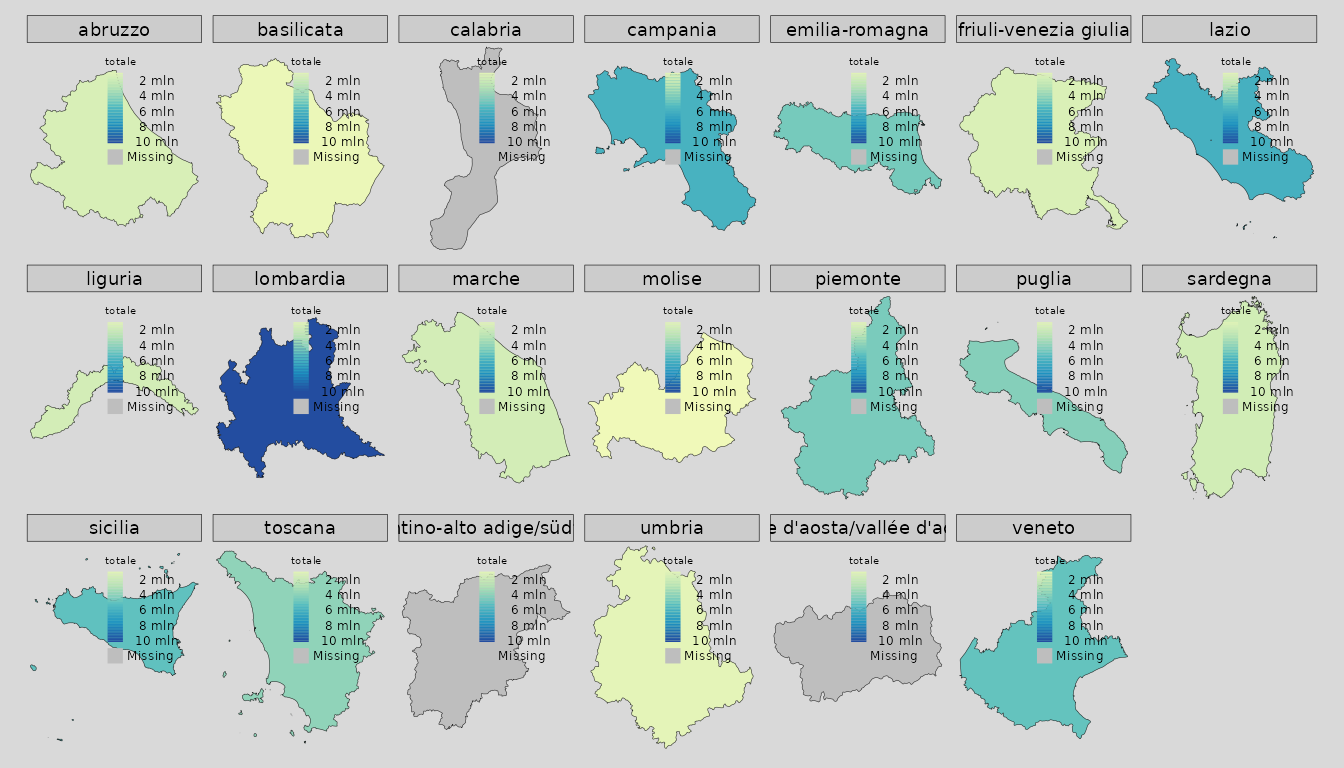 abruzzo
basilicata
calabria
campania
emilia-romagna
friuli-venezia giulia
lazio
totale
2 mln
4 mln
6 mln
8 mln
10 mln
Missing
totale
2 mln
4 mln
6 mln
8 mln
10 mln
Missing
totale
2 mln
4 mln
6 mln
8 mln
10 mln
Missing
totale
2 mln
4 mln
6 mln
8 mln
10 mln
Missing
totale
2 mln
4 mln
6 mln
8 mln
10 mln
Missing
totale
2 mln
4 mln
6 mln
8 mln
10 mln
Missing
totale
2 mln
4 mln
6 mln
8 mln
10 mln
Missing
liguria
lombardia
marche
molise
piemonte
puglia
sardegna
totale
2 mln
4 mln
6 mln
8 mln
10 mln
Missing
totale
2 mln
4 mln
6 mln
8 mln
10 mln
Missing
totale
2 mln
4 mln
6 mln
8 mln
10 mln
Missing
totale
2 mln
4 mln
6 mln
8 mln
10 mln
Missing
totale
2 mln
4 mln
6 mln
8 mln
10 mln
Missing
totale
2 mln
4 mln
6 mln
8 mln
10 mln
Missing
totale
2 mln
4 mln
6 mln
8 mln
10 mln
Missing
sicilia
toscana
ntino-alto adige/süd
umbria
e d'aosta/vallée d'ao
veneto
totale
2 mln
4 mln
6 mln
8 mln
10 mln
Missing
totale
2 mln
4 mln
6 mln
8 mln
10 mln
Missing
totale
2 mln
4 mln
6 mln
8 mln
10 mln
Missing
totale
2 mln
4 mln
6 mln
8 mln
10 mln
Missing
totale
2 mln
4 mln
6 mln
8 mln
10 mln
Missing
totale
2 mln
4 mln
6 mln
8 mln
10 mln
Missing